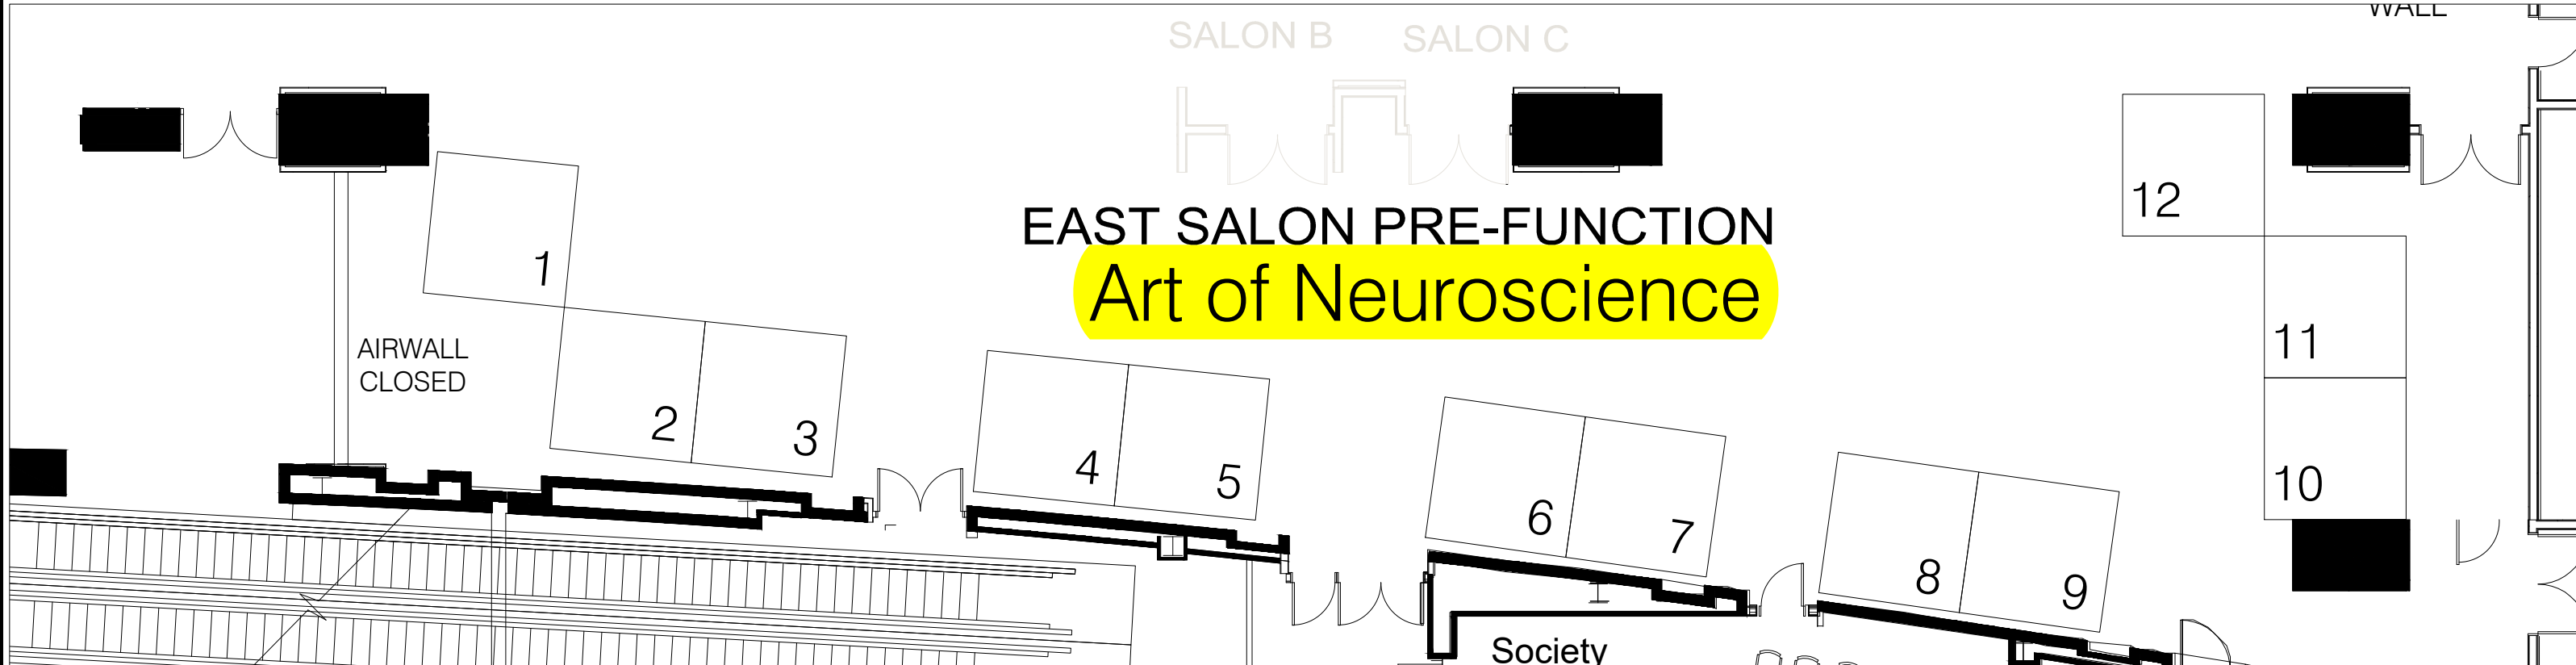 WALL
SALON B
SALON C
EAST SALON PRE-FUNCTION
Art of Neuroscience
AIRWALL
CLOSED
1
2
3
4
5
6
7
8
9
10
11
12
Society